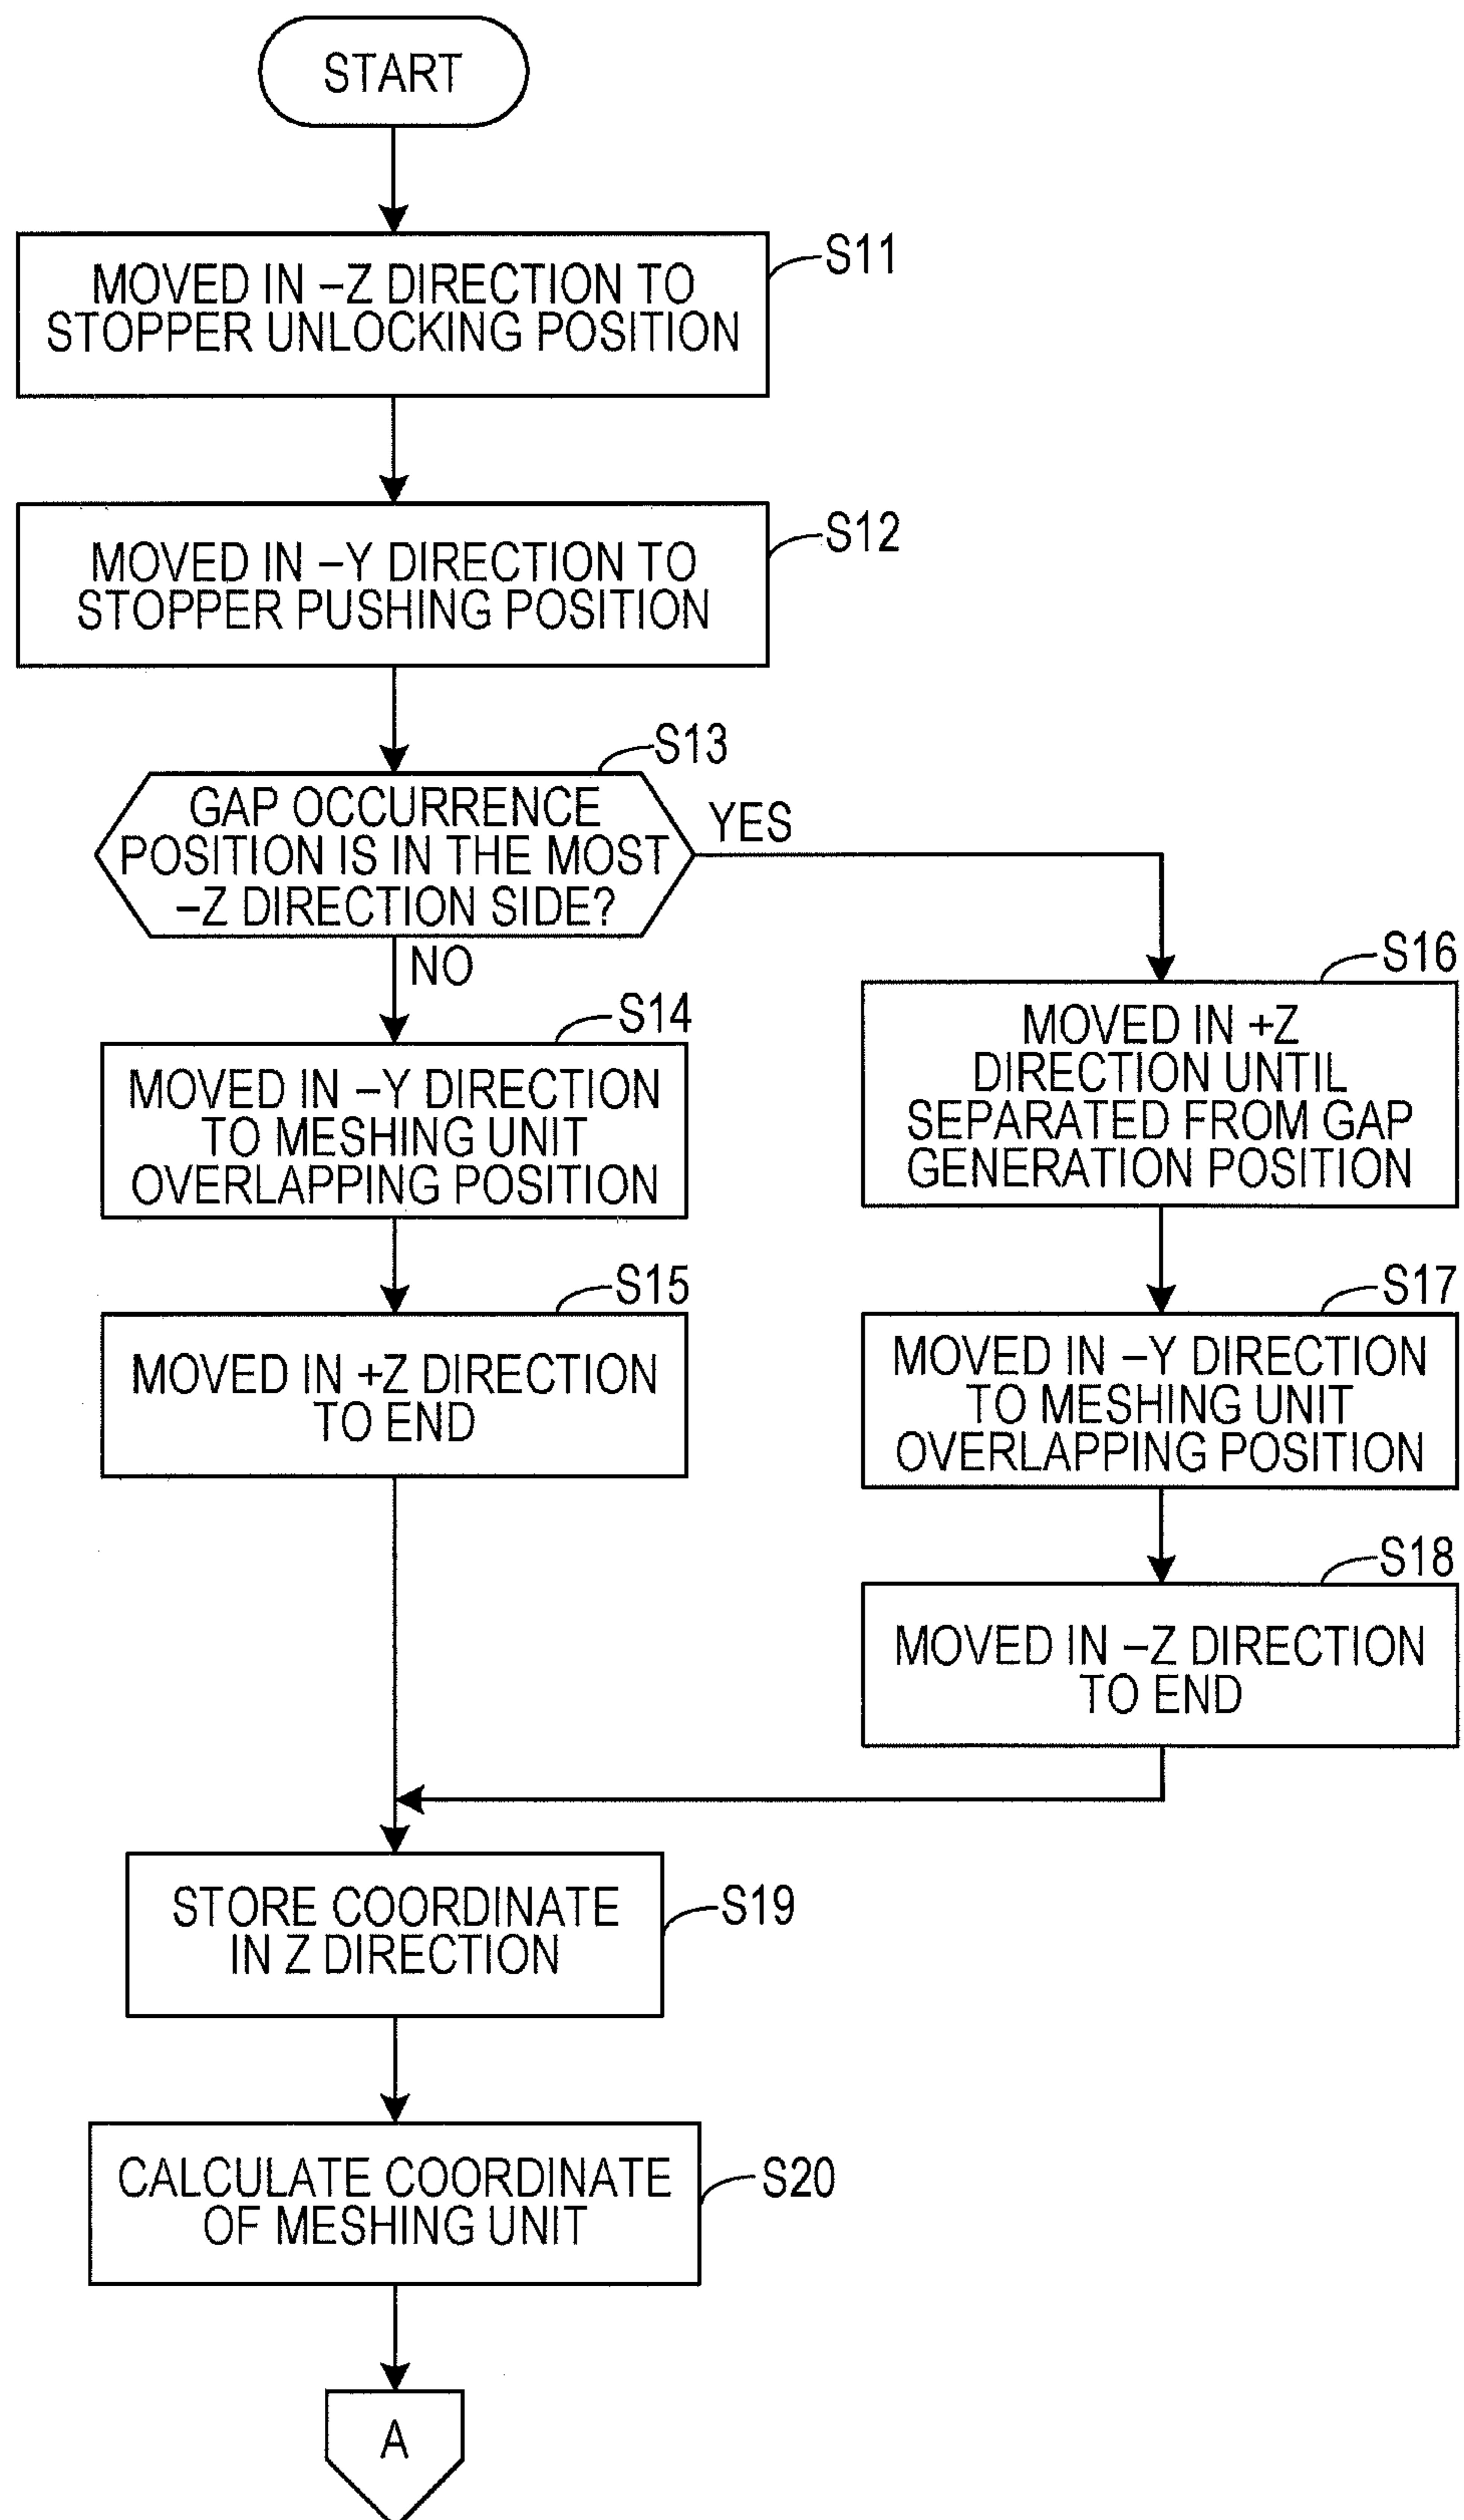 START
MOVED IN –Z DIRECTION TO
STOPPER UNLOCKING POSITION
S11
MOVED IN –Y DIRECTION TO
STOPPER PUSHING POSITION
S12
S13
GAP OCCURRENCE
POSITION IS IN THE MOST
–Z DIRECTION SIDE?
YES
NO
S14
MOVED IN –Y DIRECTION
TO MESHING UNIT
OVERLAPPING POSITION
S15
MOVED IN +Z DIRECTION
TO END
S16
MOVED IN +Z
DIRECTION UNTIL
SEPARATED FROM GAP
GENERATION POSITION
S17
MOVED IN –Y DIRECTION
TO MESHING UNIT
OVERLAPPING POSITION
S18
MOVED IN –Z DIRECTION
TO END
STORE COORDINATE
IN Z DIRECTION
S19
CALCULATE COORDINATE
OF MESHING UNIT
S20
A